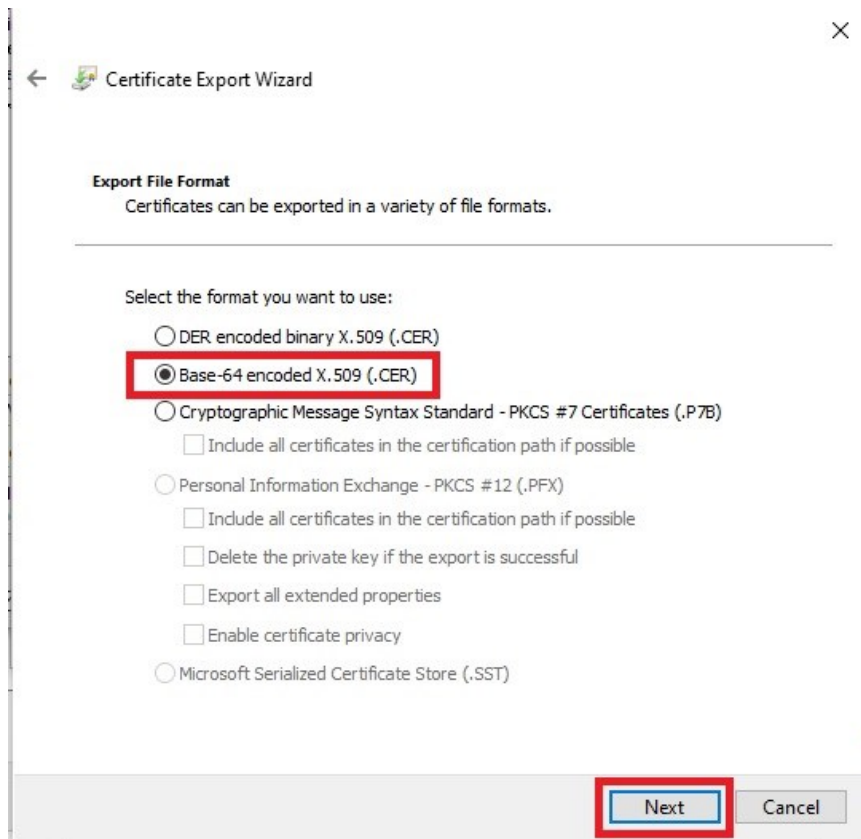 Certificate Export Wizard
Export File Format
Certificates can be exported in a variety of file formats.
Select the format you want to use:
DER encoded binary X.509 (.CER)
Base-64 encoded X.509 (.CER)
Cryptographic Message Syntax Standard - PKCS #7 Certificates (.P7B)
Include all certificates in the certification path if possible
Personal Information Exchange - PKCS #12 (.PFX)
Include all certificates in the certification path if possible
Delete the private key if the export is successful
Export all extended properties
Enable certificate privacy
Microsoft Serialized Certificate Store (.SST)
Next Cancel